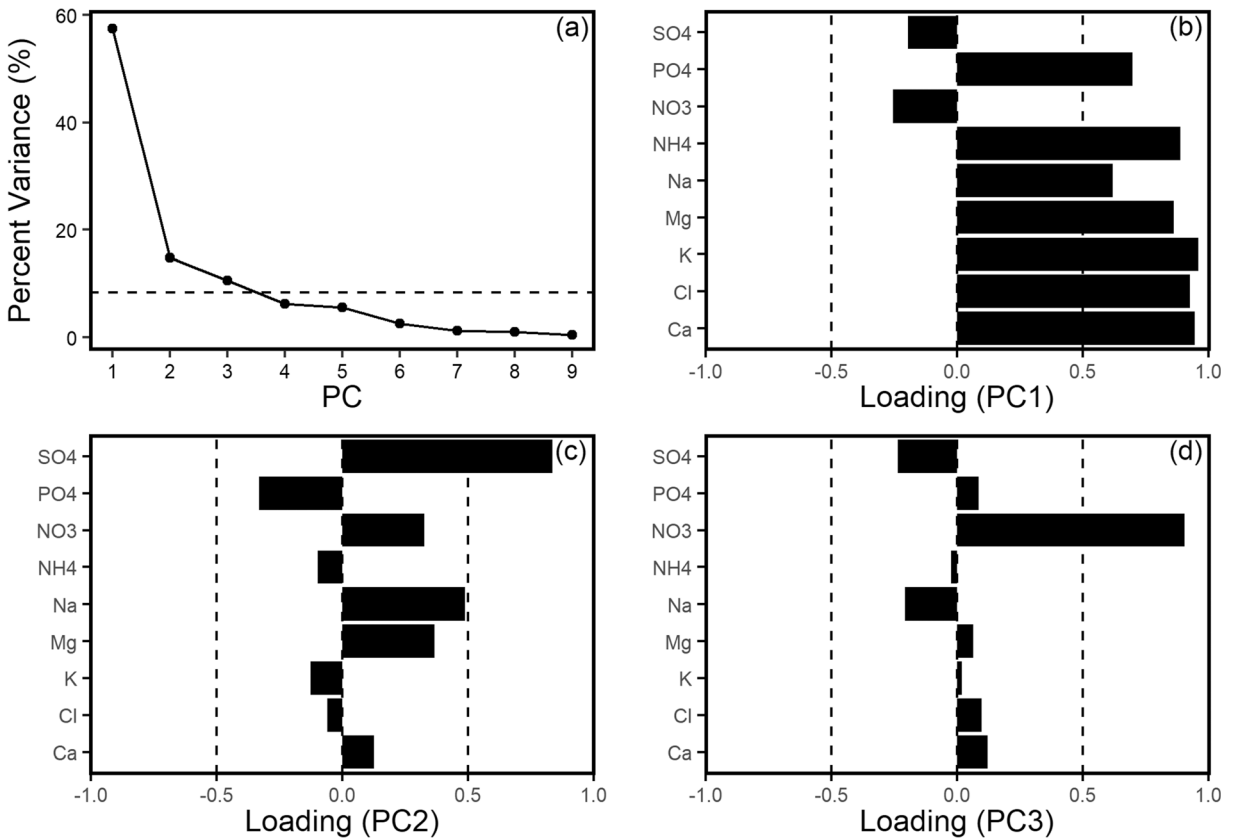 (a)
Percent Variance (%)
60
40
20
0
1 2 3 4 5 6 7 8 9
PC
(b)
SO4
PO4
NO3
NH4
Na
Mg
K
Cl
Ca
-1.0 -0.5 0.0 0.5 1.0
Loading (PC1)
(c)
SO4
PO4
NO3
NH4
Na
Mg
K
Cl
Ca
-1.0 -0.5 0.0 0.5 1.0
Loading (PC2)
(d)
SO4
PO4
NO3
NH4
Na
Mg
K
Cl
Ca
-1.0 -0.5 0.0 0.5 1.0
Loading (PC3)